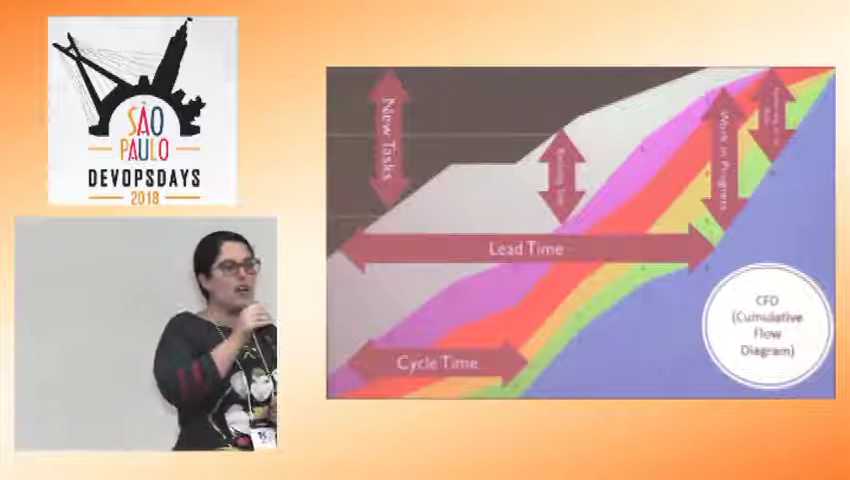 SÃO
PAULO
DEVOPSDAYS
2018
New Tasks
Work in Progress
Lead Time
Cycle Time
CFD
(Cumulative
Flow
Diagram)